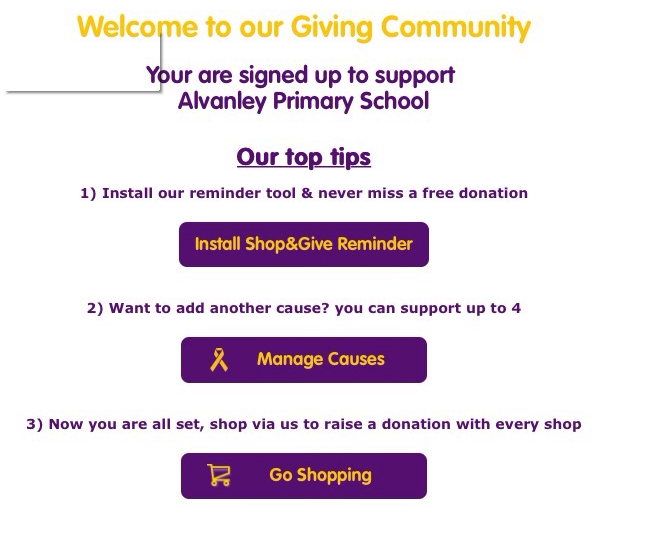 Welcome to our Giving Community
Your are signed up to support
Alvanley Primary School
Our top tips
1) Install our reminder tool & never miss a free donation
Install Shop&Give Reminder
2) Want to add another cause? you can support up to 4
Manage Causes
3) Now you are all set, shop via us to raise a donation with every shop
Go Shopping